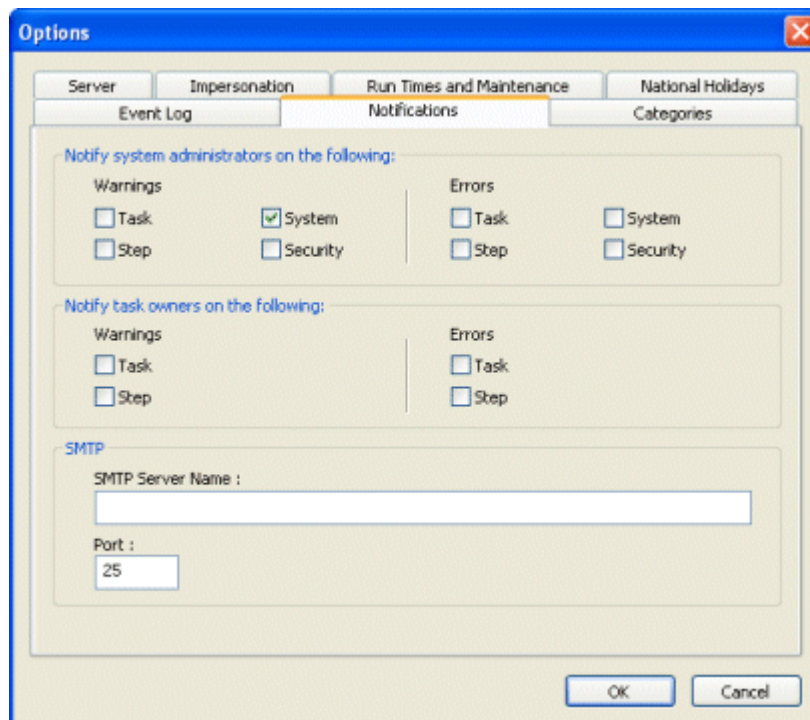 Options
Server Impersonation Run Times and Maintenance National Holidays
Event Log Notifications Categories
Notify system administrators on the following:
Warnings Errors
Task System Task System
Step Security Step Security
Notify task owners on the following:
Warnings Errors
Task Task
Step Step
SMTP
SMTP Server Name :
Port :
25
OK Cancel